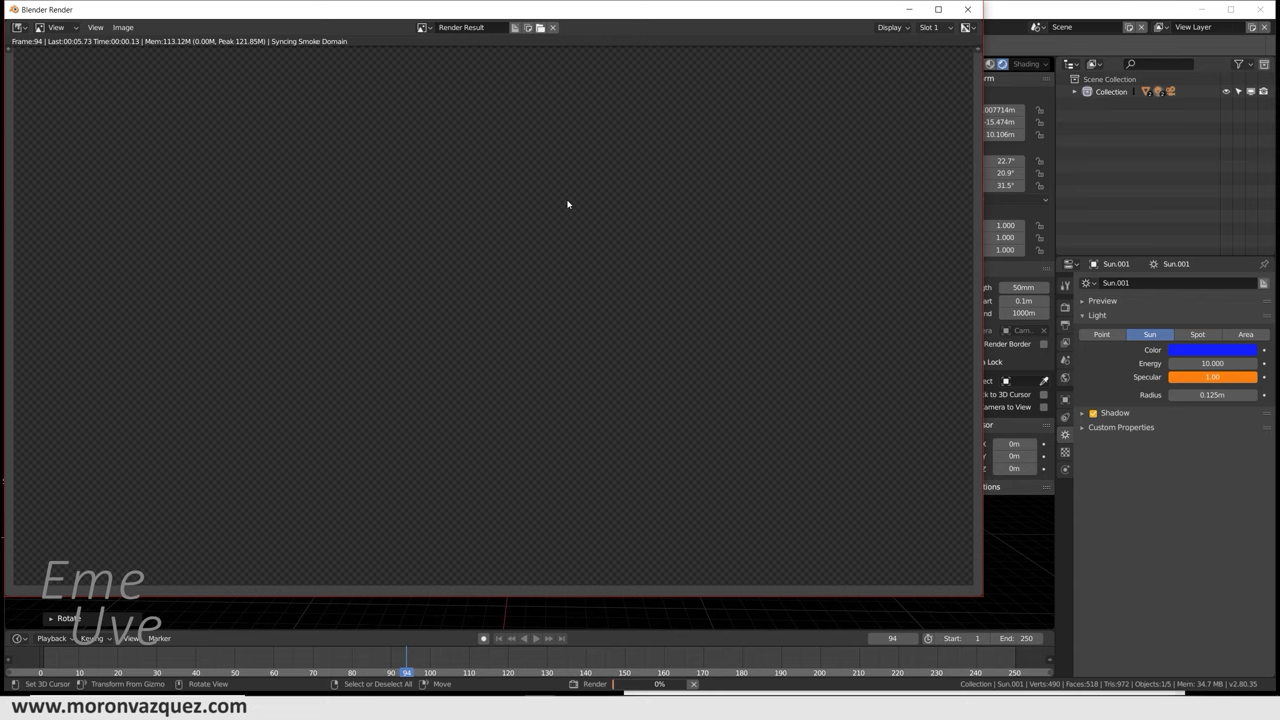 Blender Render
View View Image Render Result Display Slot 1
Scene View Layer
Frame:94 | Last:00:05.73 Time:00:00.13 | Mem:113.12M (0.00M, Peak 121.85M) | Syncing Smoke Domain
Shading
Scene Collection
Collection
-15.474m
10.106m
22.7°
20.9°
31.5°
1.000
1.000
1.000
50mm
0.1m
1000m
Cam...
Render Border
Lock
to 3D Cursor
to View
X 0m
Y 0m
Z 0m
Sun.001 Sun.001
Sun.001
Preview
Light
Point Sun Spot Area
Color
Energy 10.000
Specular 1.00
Radius 0.125m
Shadow
Custom Properties
Eme
Uve
Playback Keying View Marker 94 Start: 1 End: 250
0 10 20 30 40 50 60 70 80 90 94 100 110 120 130 140 150 160 170 180 190 200 210 220 230 240 250
Set 3D Cursor Transform From Gizmo Rotate View Select or Deselect All Move Render 0% Collection | Sun.001 | Verts:490 | Faces:518 | Tris:972 | Objects:1/5 | Mem: 34.7 MB | v2.80.35
www.moronvazquez.com